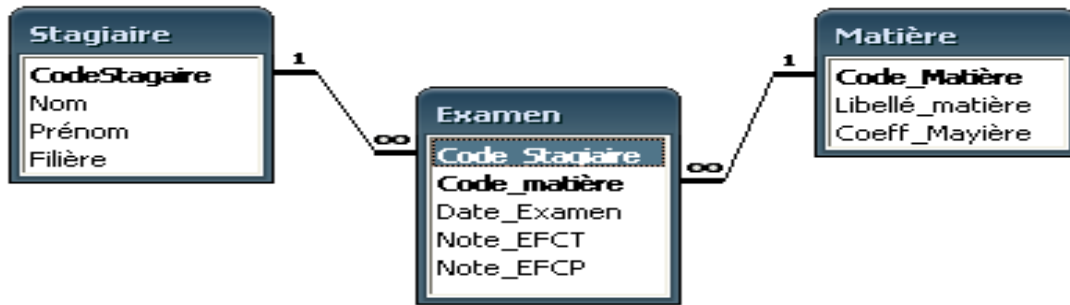 Stagiaire
CodeStagaire
Nom
Prénom
Filière
1
∞
Examen
Code_Stagiaire
Code_matière
Date_Examen
Note_EFCT
Note_EFCP
∞
1
Matière
Code_Matière
Libellé_matière
Coeff_Mayière